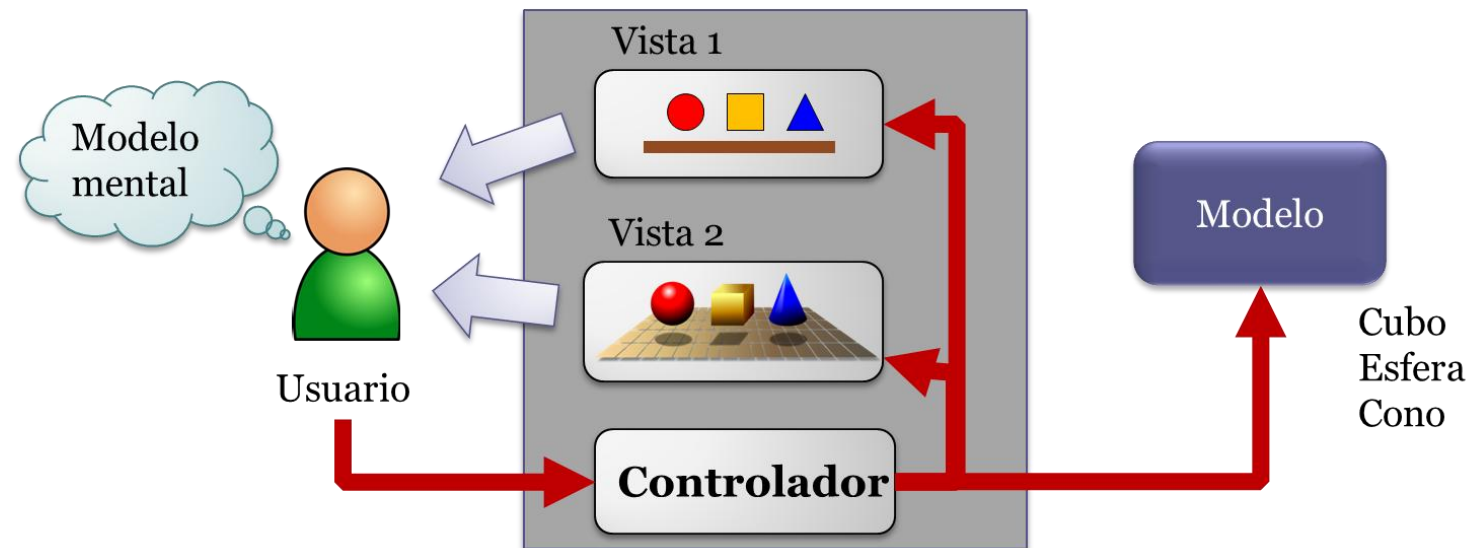 Vista 1
Modelo
mental
Modelo
Vista 2
Usuario
Cubo
Esfera
Cono
Controlador